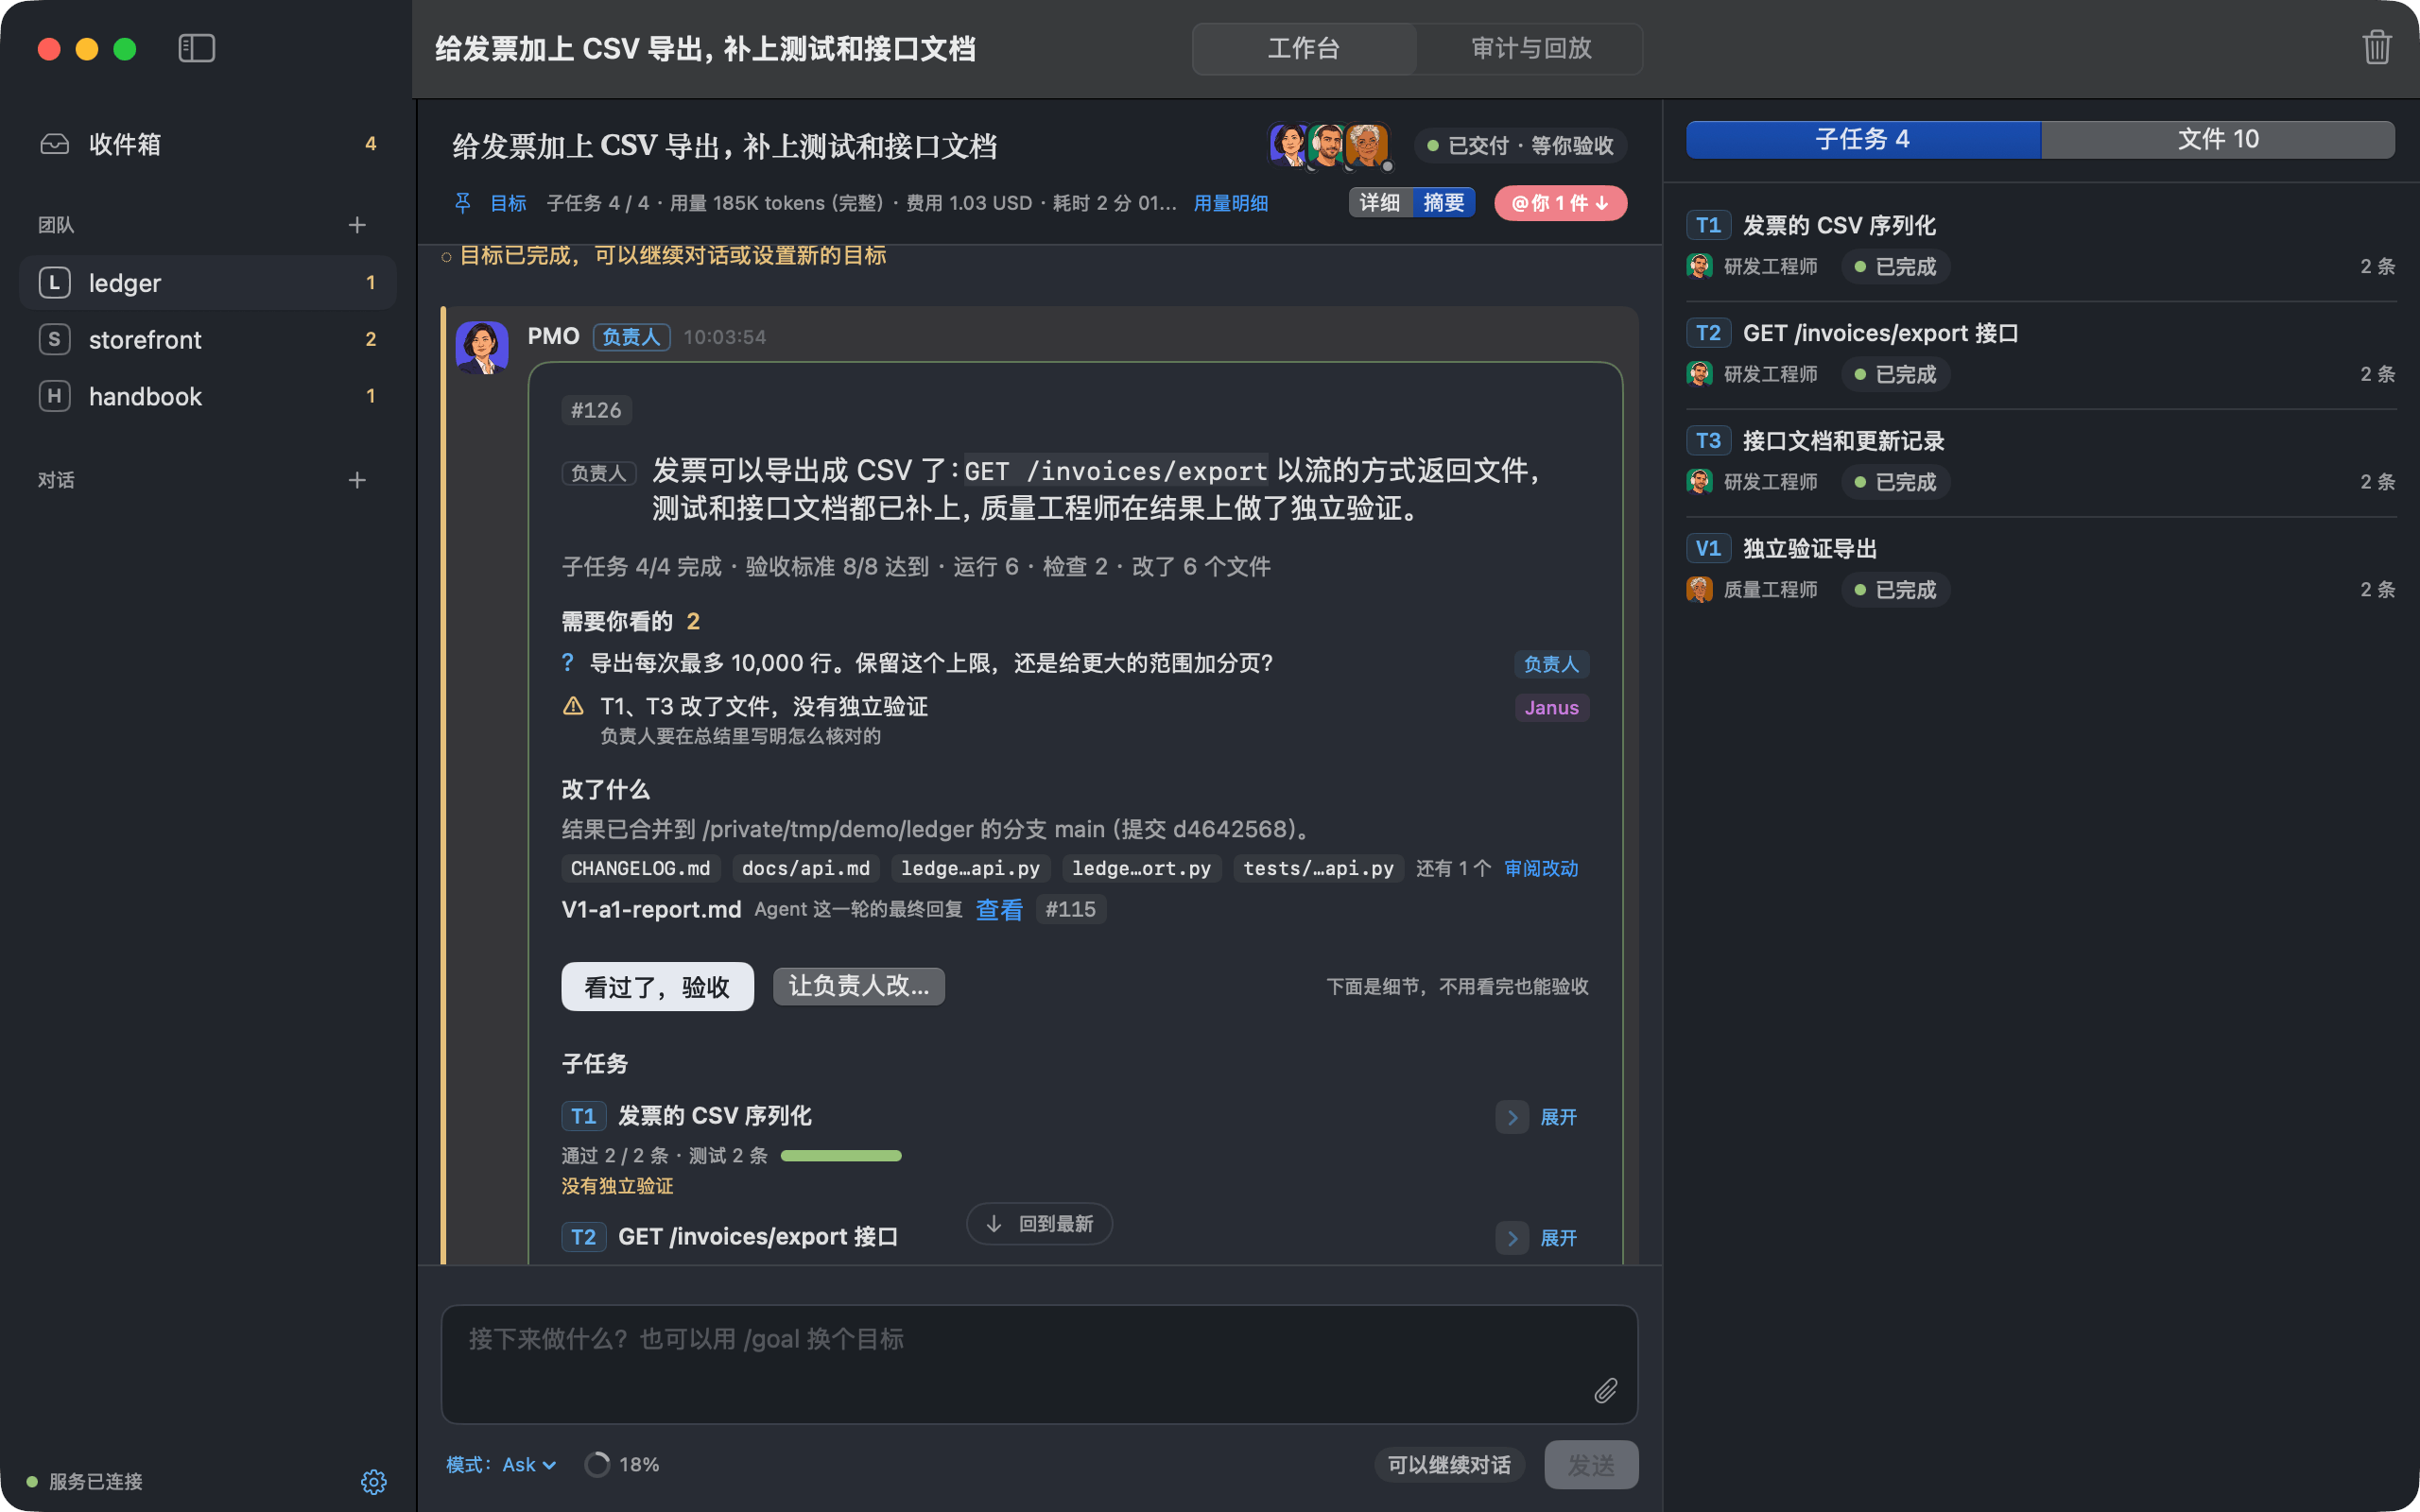 给发票加上 CSV 导出，补上测试和接口文档
工作台
审计与回放
收件箱
4
团队
L
ledger
1
S
storefront
2
H
handbook
1
对话
服务已连接
给发票加上 CSV 导出，补上测试和接口文档
已交付 · 等你验收
目标
子任务 4 / 4 · 用量 185K tokens (完整) · 费用 1.03 USD · 耗时 2 分 01…
用量明细
详细
摘要
@你 1 件 ↓
目标已完成，可以继续对话或设置新的目标
PMO
负责人
10:03:54
#126
负责人
发票可以导出成 CSV 了：GET /invoices/export 以流的方式返回文件，
测试和接口文档都已补上，质量工程师在结果上做了独立验证。
子任务 4/4 完成 · 验收标准 8/8 达到 · 运行 6 · 检查 2 · 改了 6 个文件
需要你看的 2
? 导出每次最多 10,000 行。保留这个上限，还是给更大的范围加分页？
负责人
T1、T3 改了文件，没有独立验证
Janus
负责人要在总结里写明怎么核对的
改了什么
结果已合并到 /private/tmp/demo/ledger 的分支 main (提交 d4642568)。
CHANGELOG.md
docs/api.md
ledge…api.py
ledge…ort.py
tests/…api.py
还有 1 个
审阅改动
V1-a1-report.md
Agent 这一轮的最终回复
查看
#115
看过了，验收
让负责人改…
下面是细节，不用看完也能验收
子任务
T1
发票的 CSV 序列化
展开
通过 2 / 2 条 · 测试 2 条
没有独立验证
T2
GET /invoices/export 接口
展开
↓ 回到最新
接下来做什么？也可以用 /goal 换个目标
模式：Ask
18%
可以继续对话
发送
子任务 4
文件 10
T1
发票的 CSV 序列化
研发工程师
已完成
2 条
T2
GET /invoices/export 接口
研发工程师
已完成
2 条
T3
接口文档和更新记录
研发工程师
已完成
2 条
V1
独立验证导出
质量工程师
已完成
2 条